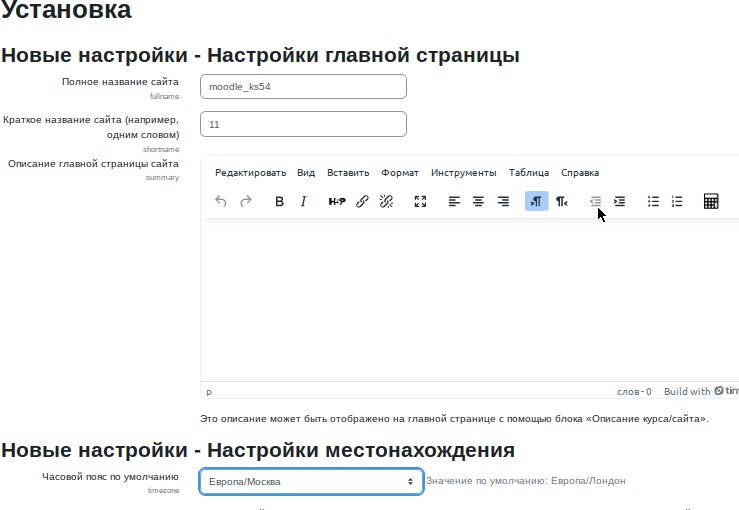 Установка
Новые настройки - Настройки главной страницы
Полное название сайта
fullname
moodle_ks54
Краткое название сайта (например,
одним словом)
shortname
11
Описание главной страницы сайта
summary
Редактировать Вид Вставить Формат Инструменты Таблица Справка
B I H-P
p
слов - 0 Build with
Это описание может быть отображено на главной странице с помощью блока «Описание курса/сайта».
Новые настройки - Настройки местонахождения
Часовой пояс по умолчанию
timezone
Европа/Москва
Значение по умолчанию: Европа/Лондон